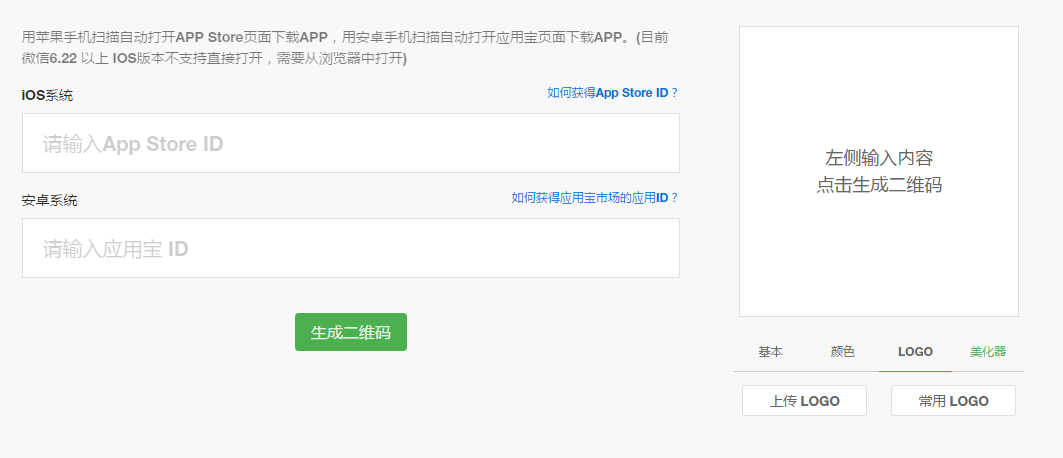 用苹果手机扫描自动打开APP Store页面下载APP，用安卓手机扫描自动打开应用宝页面下载APP。(目前
微信6.22 以上 IOS版本不支持直接打开，需要从浏览器中打开)
iOS系统
如何获得App Store ID？
请输入App Store ID
安卓系统
如何获得应用宝市场的应用ID？
请输入应用宝 ID
生成二维码
左侧输入内容
点击生成二维码
基本
颜色
LOGO
美化器
上传 LOGO
常用 LOGO